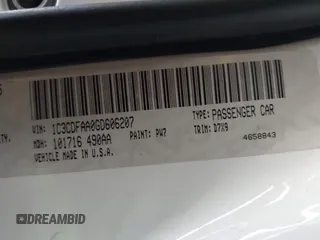 VIN: 1C3CDFAA0GD606207
TYPE: PASSENGER CAR
MDH: 101716 490AA
PAINT: PW7
TRIM: D7X9
VEHICLE MADE IN U.S.A.
4658843
DREAMBID